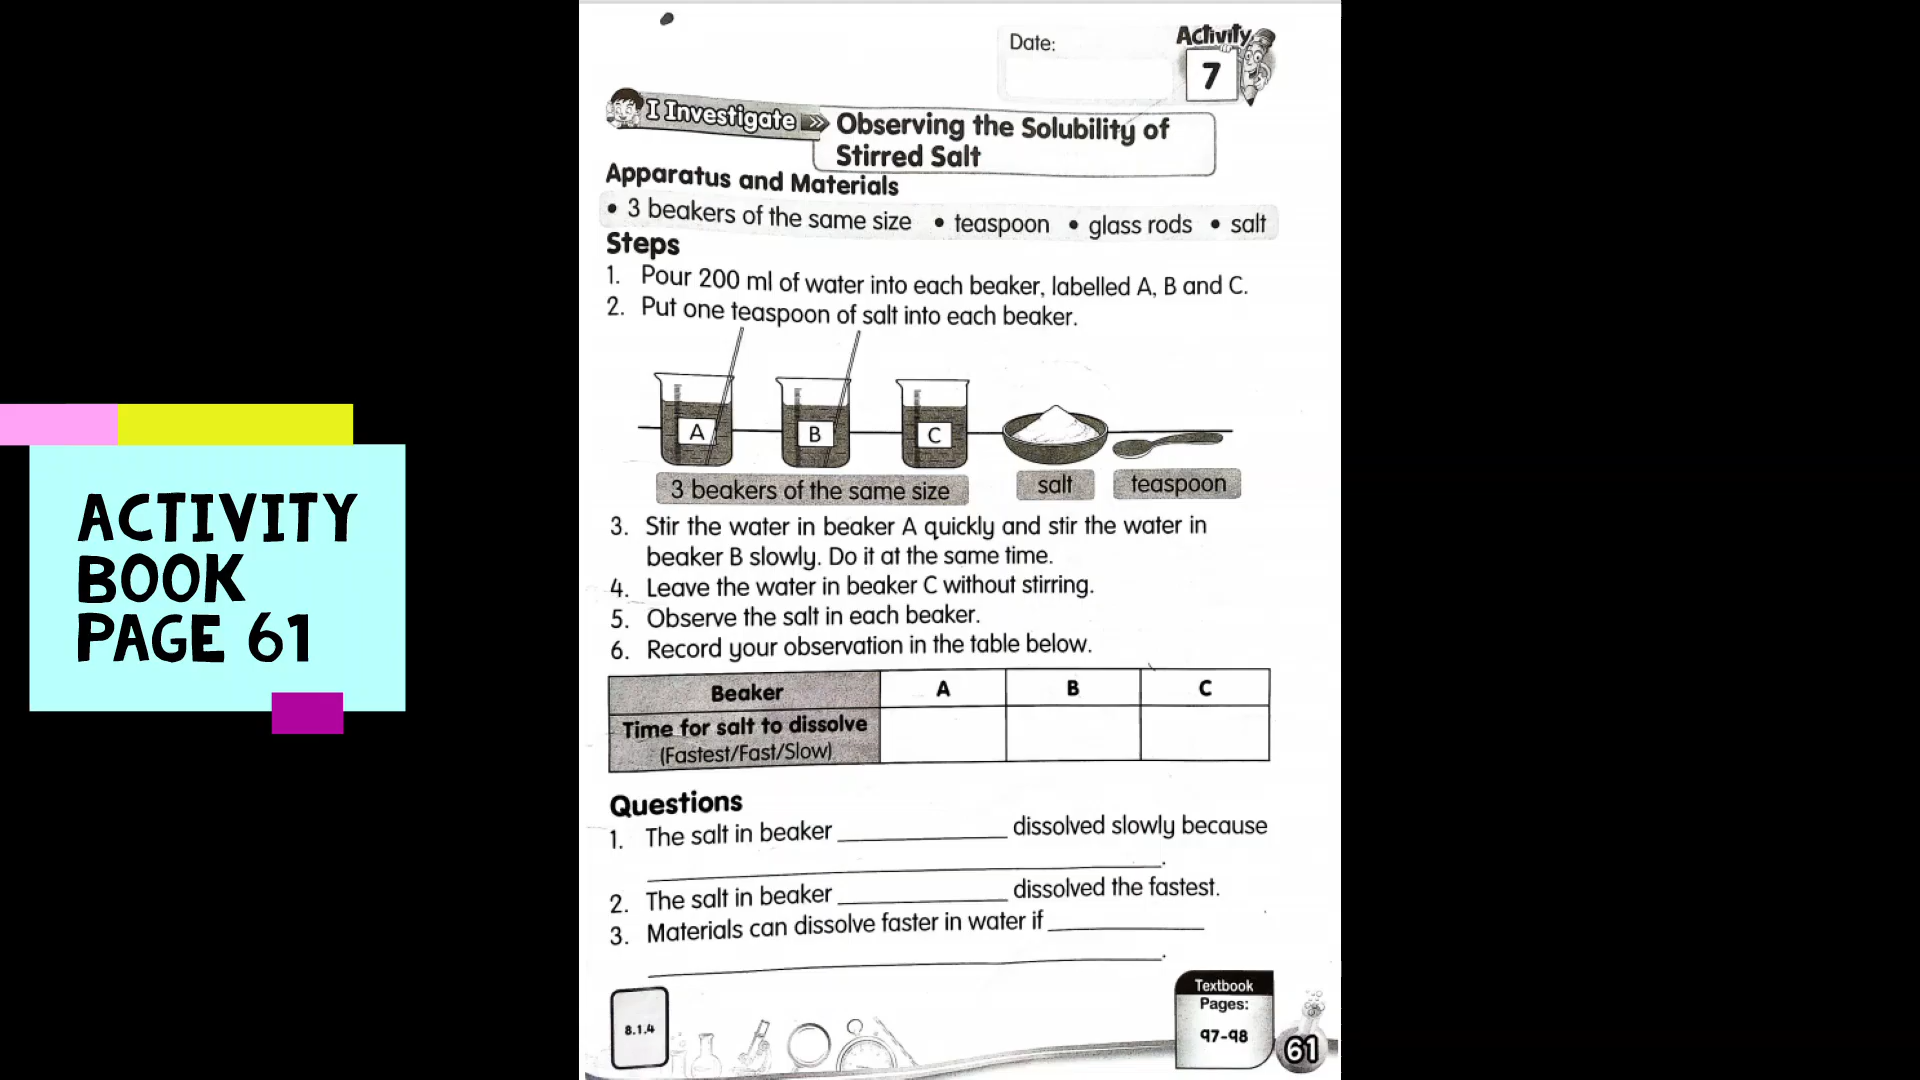 ACTIVITY
BOOK
PAGE 61
Date:
Activity
7
I Investigate
Observing the Solubility of
Stirred Salt
Apparatus and Materials
• 3 beakers of the same size • teaspoon • glass rods • salt
Steps
1. Pour 200 ml of water into each beaker, labelled A, B and C.
2. Put one teaspoon of salt into each beaker.
A B C
3 beakers of the same size salt teaspoon
3. Stir the water in beaker A quickly and stir the water in
beaker B slowly. Do it at the same time.
4. Leave the water in beaker C without stirring.
5. Observe the salt in each beaker.
6. Record your observation in the table below.
Beaker A B C
Time for salt to dissolve
(Fastest/Fast/Slow)
Questions
1. The salt in beaker ____________ dissolved slowly because
____________________________________.
2. The salt in beaker ____________ dissolved the fastest.
3. Materials can dissolve faster in water if ___________
____________________________________.
8.1.4
Textbook
Pages:
97-98
61